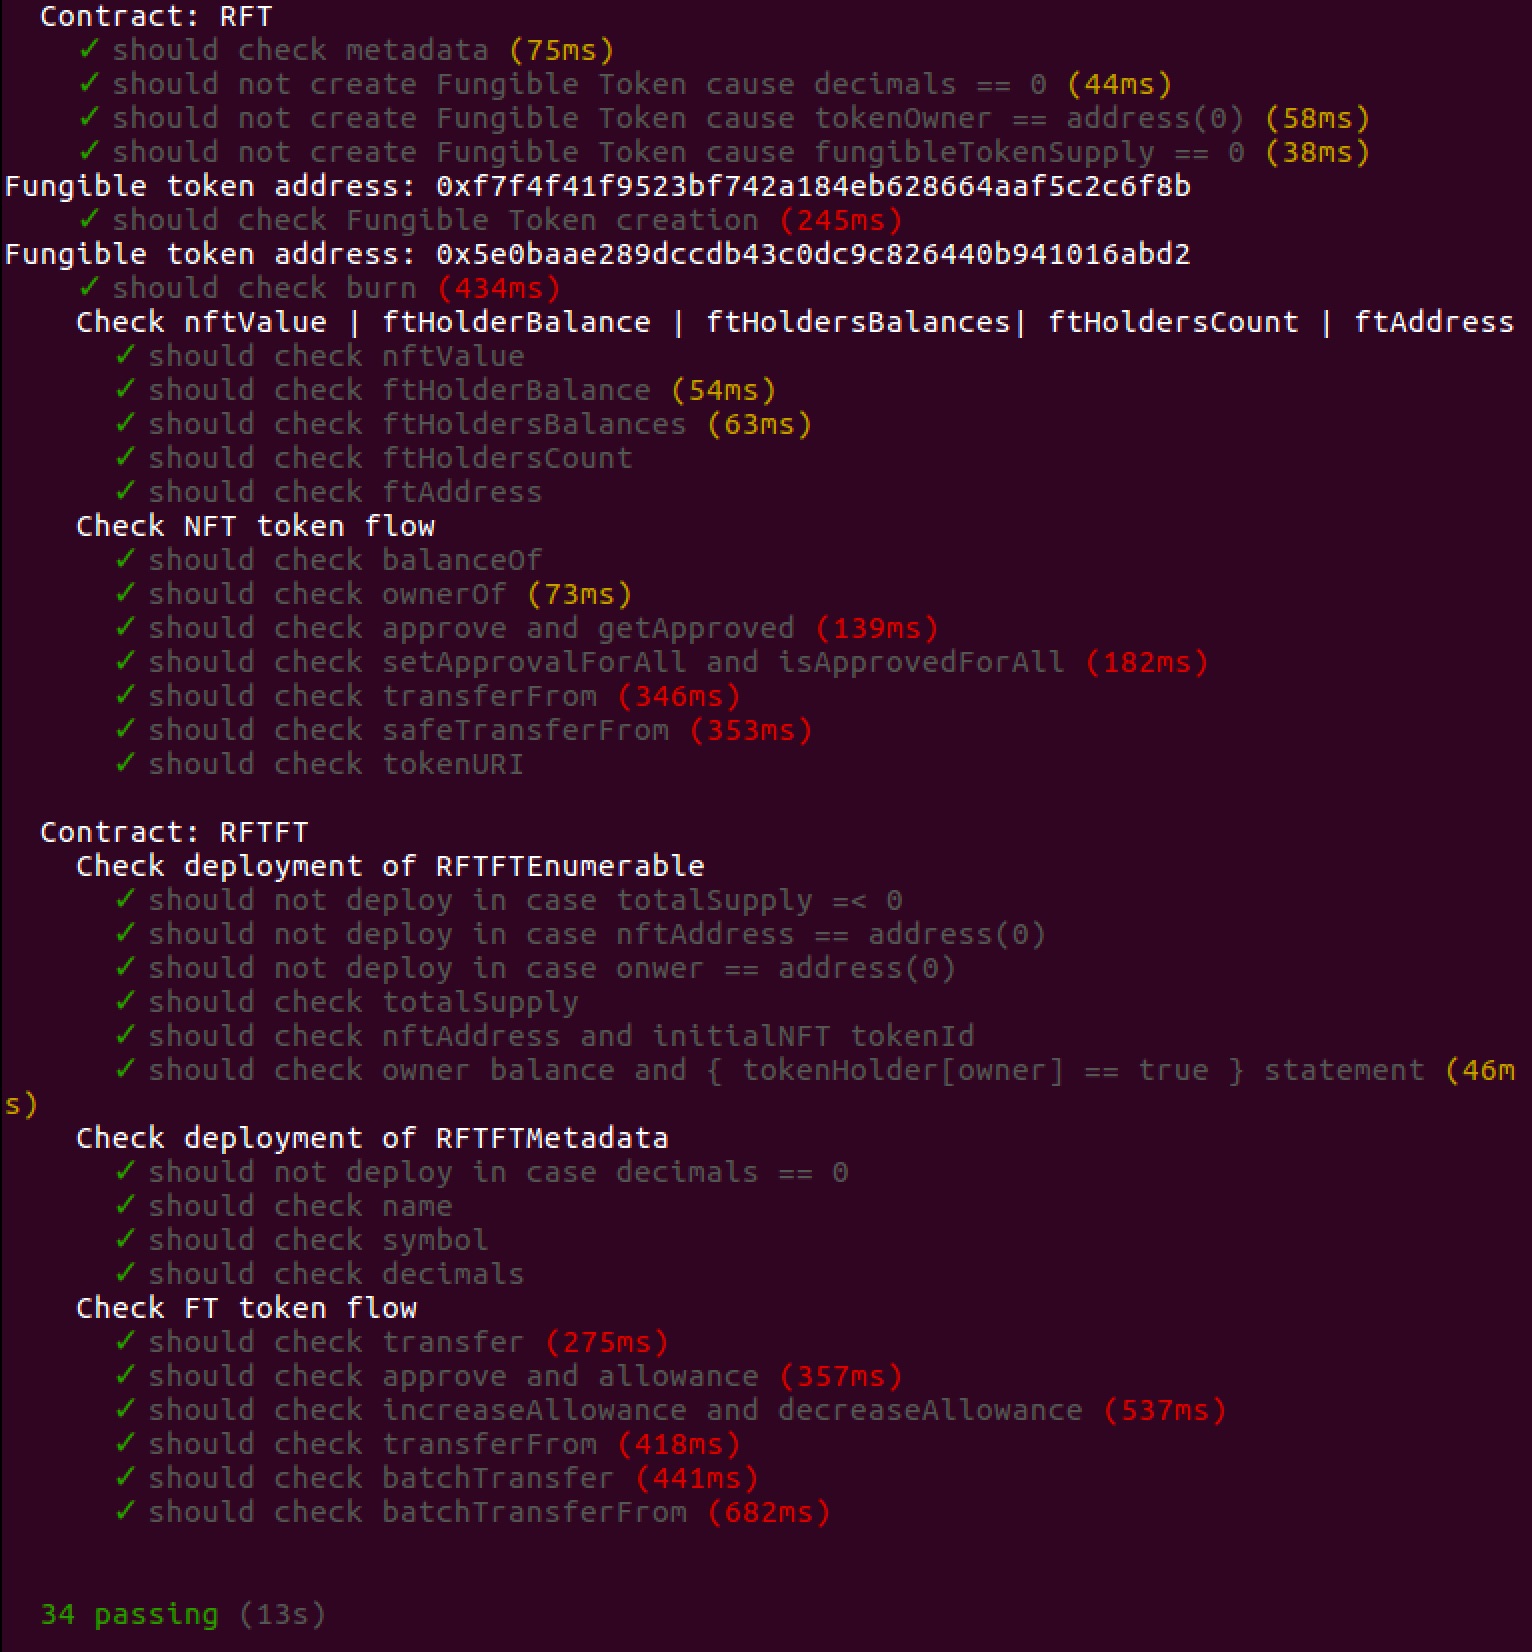 Contract: RFT
✓ should check metadata (75ms)
✓ should not create Fungible Token cause decimals == 0 (44ms)
✓ should not create Fungible Token cause tokenOwner == address(0) (58ms)
✓ should not create Fungible Token cause fungibleTokenSupply == 0 (38ms)
Fungible token address: 0xf7f4f41f9523bf742a184eb628664aaf5c2c6f8b
✓ should check Fungible Token creation (245ms)
Fungible token address: 0x5e0baae289dccdb43c0dc9c826440b941016abd2
✓ should check burn (434ms)
Check nftValue | ftHolderBalance | ftHoldersBalances| ftHoldersCount | ftAddress
✓ should check nftValue
✓ should check ftHolderBalance (54ms)
✓ should check ftHoldersBalances (63ms)
✓ should check ftHoldersCount
✓ should check ftAddress
Check NFT token flow
✓ should check balanceOf
✓ should check ownerOf (73ms)
✓ should check approve and getApproved (139ms)
✓ should check setApprovalForAll and isApprovedForAll (182ms)
✓ should check transferFrom (346ms)
✓ should check safeTransferFrom (353ms)
✓ should check tokenURI
Contract: RFTFT
Check deployment of RFTFTEnumerable
✓ should not deploy in case totalSupply =< 0
✓ should not deploy in case nftAddress == address(0)
✓ should not deploy in case onwer == address(0)
✓ should check totalSupply
✓ should check nftAddress and initialNFT tokenId
✓ should check owner balance and { tokenHolder[owner] == true } statement (46m
s)
Check deployment of RFTFTMetadata
✓ should not deploy in case decimals == 0
✓ should check name
✓ should check symbol
✓ should check decimals
Check FT token flow
✓ should check transfer (275ms)
✓ should check approve and allowance (357ms)
✓ should check increaseAllowance and decreaseAllowance (537ms)
✓ should check transferFrom (418ms)
✓ should check batchTransfer (441ms)
✓ should check batchTransferFrom (682ms)
34 passing (13s)